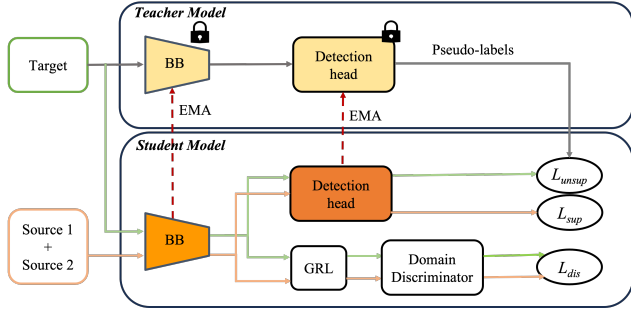 Teacher Model
Target
BB
Detection
head
Pseudo-labels
EMA
EMA
Student Model
Detection
head
L_unsup
L_sup
Source 1
+
Source 2
BB
GRL
Domain
Discriminator
L_dis